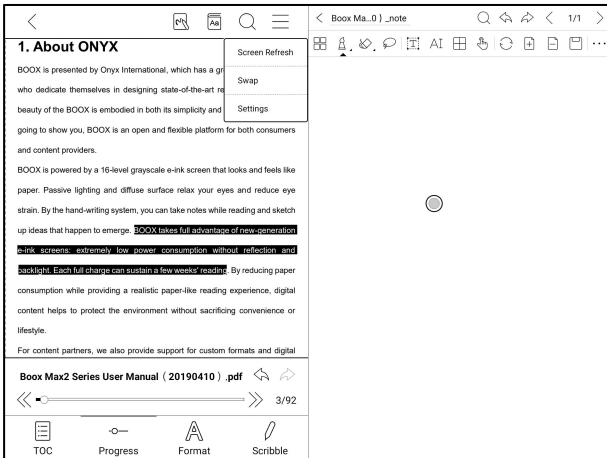 Aa
Screen Refresh
Swap
Settings
1. About ONYX
BOOX is presented by Onyx International, which has a gr
who dedicate themselves in designing state-of-the-art re
beauty of the BOOX is embodied in both its simplicity and
going to show you, BOOX is an open and flexible platform for both consumers
and content providers.
BOOX is powered by a 16-level grayscale e-ink screen that looks and feels like
paper. Passive lighting and diffuse surface relax your eyes and reduce eye
strain. By the hand-writing system, you can take notes while reading and sketch
up ideas that happen to emerge. BOOX takes full advantage of new-generation
e-ink screens: extremely low power consumption without reflection and
backlight. Each full charge can sustain a few weeks' reading. By reducing paper
consumption while providing a realistic paper-like reading experience, digital
content helps to protect the environment without sacrificing convenience or
lifestyle.
For content partners, we also provide support for custom formats and digital
Boox Max2 Series User Manual（20190410）.pdf
3/92
TOC Progress Format Scribble
Boox Ma...0 ) _note
1/1
T AI